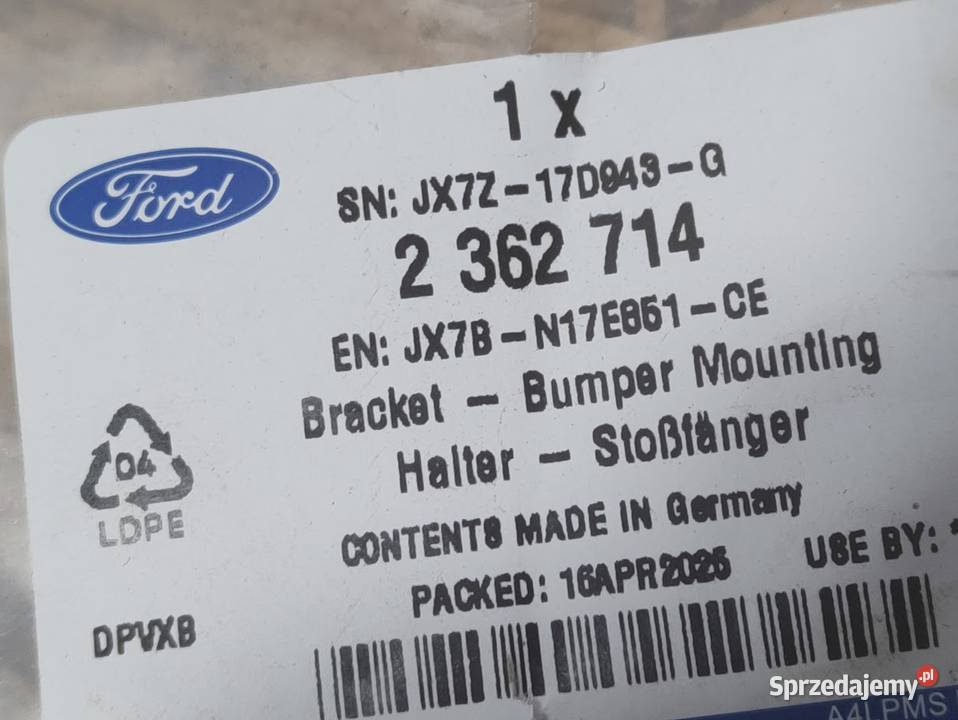 1 x
Ford
SN: JX7Z-17D943-G
2 362 714
EN: JX7B-N17E851-CE
Bracket - Bumper Mounting
Halter - Stoßfänger
04
LDPE
CONTENTS MADE IN Germany
PACKED: 16APR2025
USE BY: *
DPVXB
Sprzedajemy.pl
A4LPMS